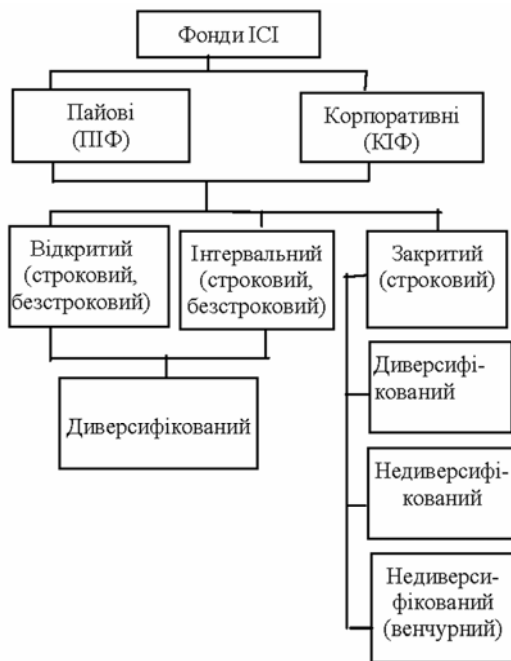 Фонди ІСІ
Пайові
(ПІФ)
Корпоративні
(КІФ)
Відкритий
(строковий,
безстроковий)
Інтервальний
(строковий,
безстроковий)
Закритий
(строковий)
Диверсифікований
Диверсифі-
кований
Недиверсифі-
кований
Недиверси-
фікований
(венчурний)